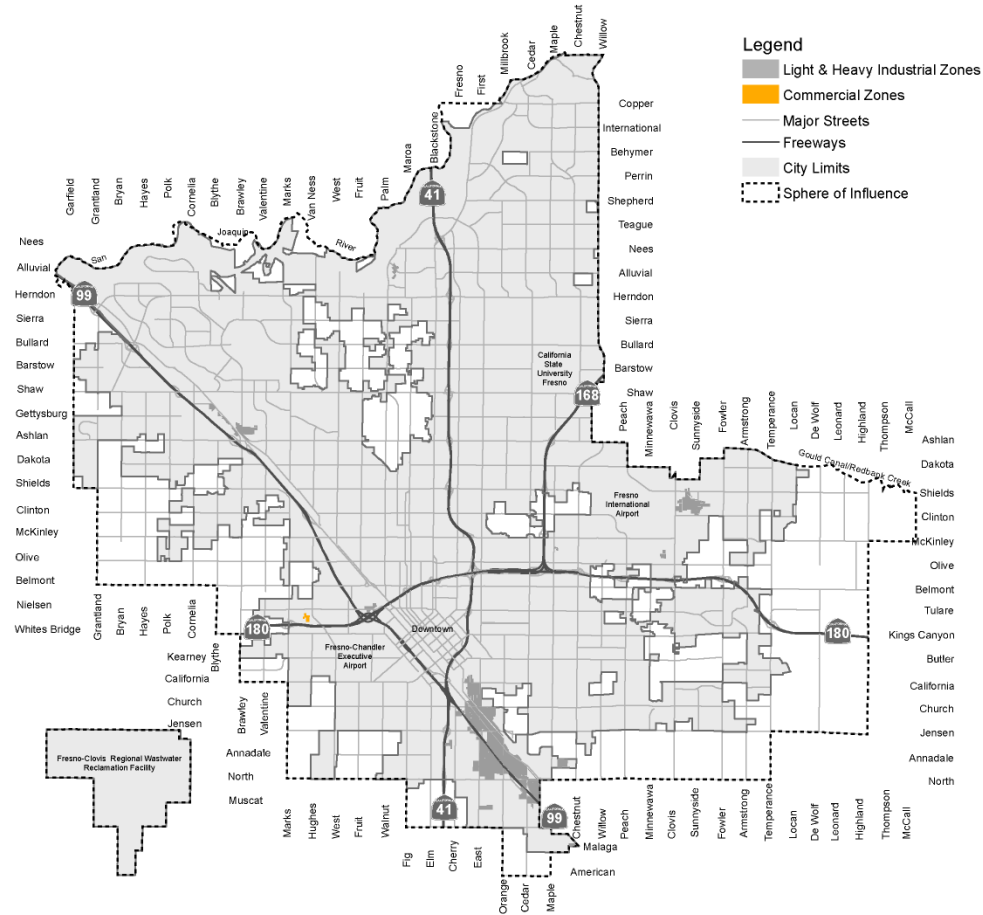 Legend
Light & Heavy Industrial Zones
Commercial Zones
Major Streets
Freeways
City Limits
Sphere of Influence
Fresno
First
Millbrook
Cedar
Maple
Chestnut
Willow
Copper
International
Behymer
Perrin
Shepherd
Teague
Nees
Alluvial
Herndon
Sierra
Bullard
Barstow
Shaw
Garfield
Grantland
Bryan
Hayes
Polk
Cornelia
Blythe
Brawley
Valentine
Marks
Van Ness
West
Fruit
Palm
Maroa
Blackstone
41
San
Joaquin
River
Nees
Alluvial
Herndon
Sierra
Bullard
Barstow
Shaw
Gettysburg
Ashlan
Dakota
Shields
Clinton
McKinley
Olive
Belmont
Nielsen
Whites Bridge
99
California
State
University
Fresno
168
Peach
Minnewawa
Clovis
Sunnyside
Fowler
Armstrong
Temperance
Locan
De Wolf
Leonard
Highland
Thompson
McCall
Gould Canal/Redback Creek
Ashlan
Dakota
Shields
Clinton
McKinley
Olive
Belmont
Tulare
Kings Canyon
Butler
California
Church
Jensen
Annadale
North
Fresno
International
Airport
Grantland
Bryan
Hayes
Polk
Cornelia
Blythe
180
Downtown
Fresno-Chandler
Executive
Airport
180
Kearney
California
Church
Jensen
Annadale
North
Muscat
Brawley
Valentine
Fresno-Clovis Regional Wastwater
Reclamation Facility
Marks
Hughes
West
Fruit
Walnut
41
99
Fig
Elm
Cherry
East
Orange
Cedar
Maple
Chestnut
Willow
Peach
Minnewawa
Clovis
Sunnyside
Fowler
Armstrong
Temperance
Locan
De Wolf
Leonard
Highland
Thompson
McCall
Malaga
American